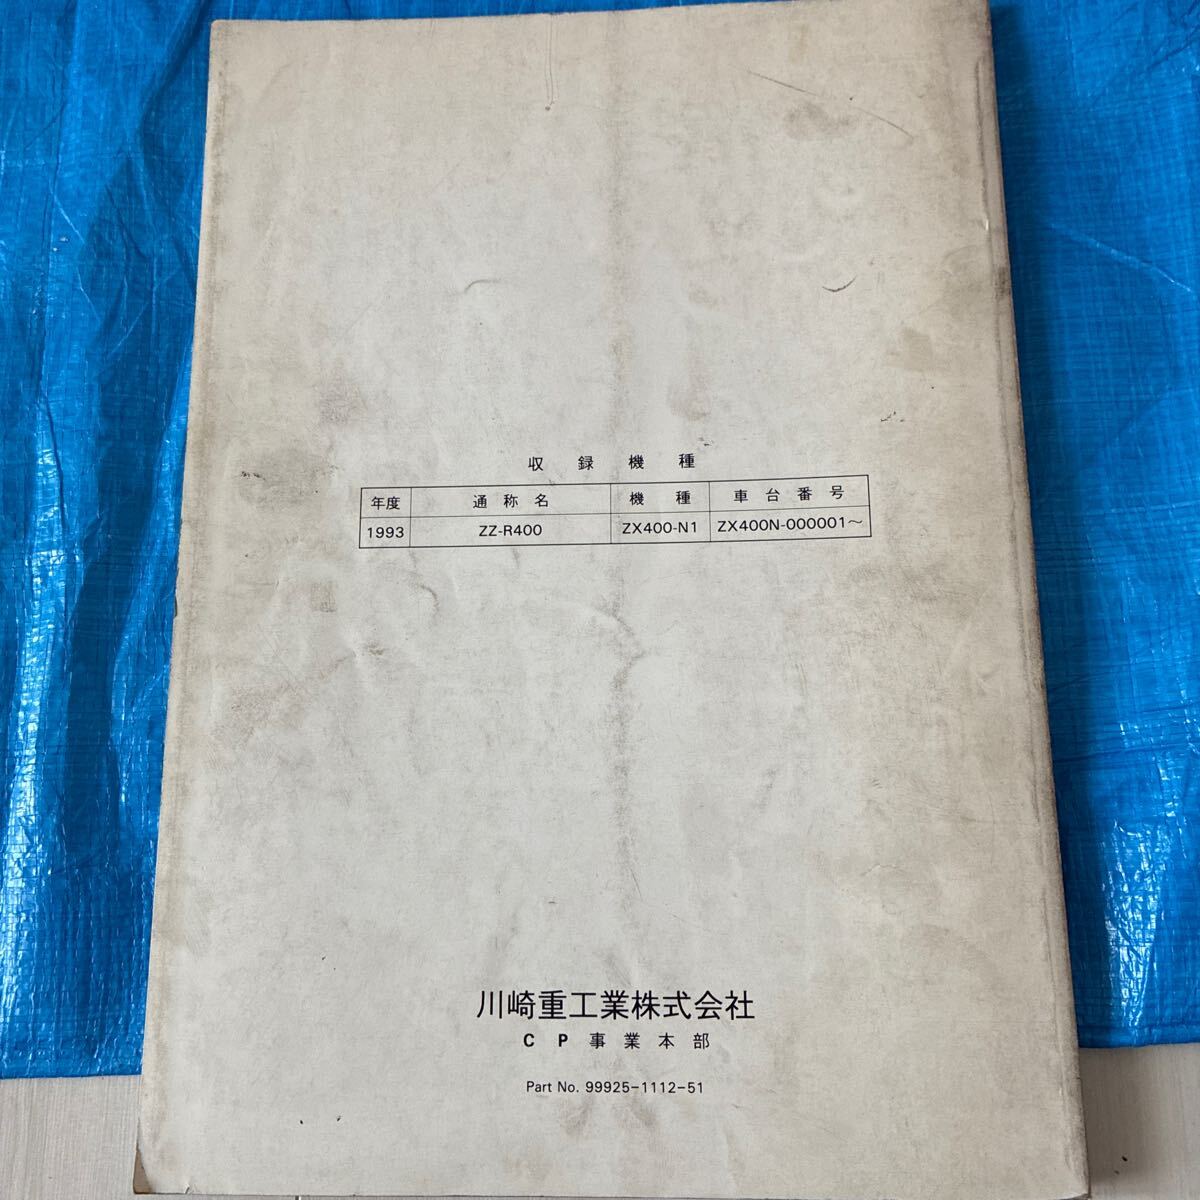 収録機種
年度 通称名 機種 車台番号
1993 ZZ-R400 ZX400-N1 ZX400N-000001～
川崎重工業株式会社
CP事業本部
Part No. 99925-1112-51